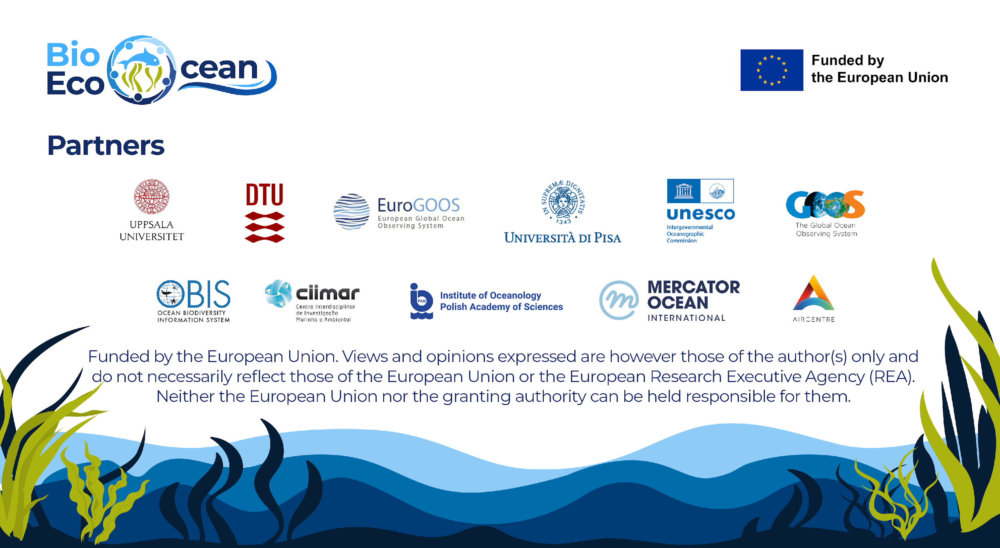 Bio
Eco cean
Funded by
the European Union
Partners
UPPSALA
UNIVERSITET
DTU
EuroGOOS
European Global Ocean
Observing System
IN SUPREMÆ DIGNITATIS
1343
UNIVERSITÀ DI PISA
UNESCO
unesco
Intergovernmental
Oceanographic
Commission
GOOS
The Global Ocean
Observing System
OBIS
OCEAN BIODIVERSITY
INFORMATION SYSTEM
ciimar
Centro Interdisciplinar
de Investigação
Marinha e Ambiental
PAN
Institute of Oceanology
Polish Academy of Sciences
m
MERCATOR
OCEAN
INTERNATIONAL
AIRCENTRE
Funded by the European Union. Views and opinions expressed are however those of the author(s) only and
do not necessarily reflect those of the European Union or the European Research Executive Agency (REA).
Neither the European Union nor the granting authority can be held responsible for them.